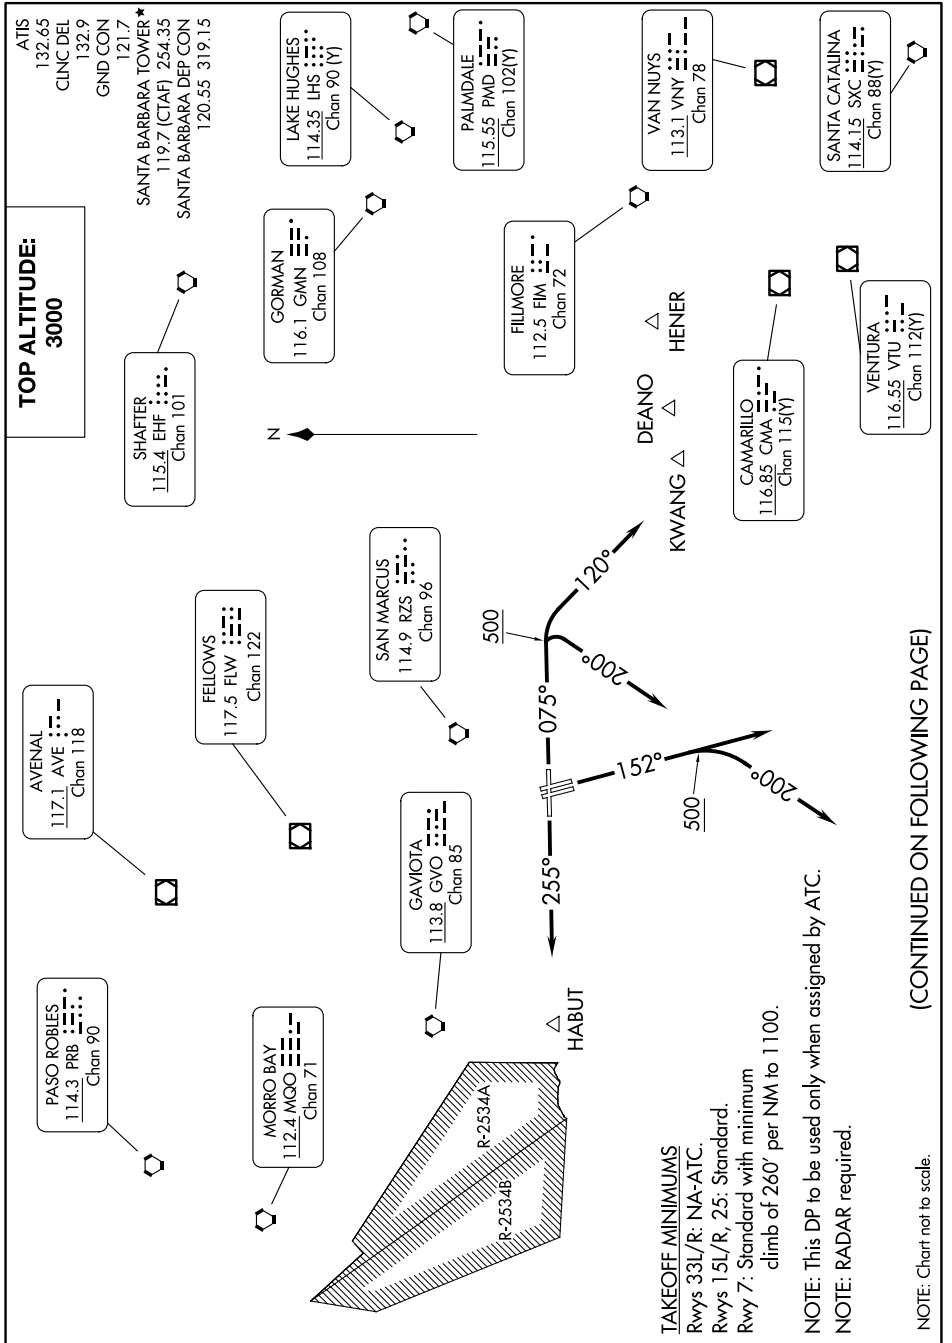 ATIS
132.65
CLNC DEL
132.9
GND CON
121.7
SANTA BARBARA TOWER★
119.7 (CTAF) 254.35
SANTA BARBARA DEP CON
120.55 319.15
TOP ALTITUDE:
3000
PASO ROBLES
114.3 PRB
Chan 90
AVENAL
117.1 AVE
Chan 118
SHAFTER
115.4 EHF
Chan 101
FELLOWS
117.5 FLW
Chan 122
MORRO BAY
112.4 MQO
Chan 71
GORMAN
116.1 GMN
Chan 108
LAKE HUGHES
114.35 LHS
Chan 90 (Y)
N
SAN MARCUS
114.9 RZS
Chan 96
GAVIOTA
113.8 GVO
Chan 85
PALMDALE
115.55 PMD
Chan 102(Y)
FILLMORE
112.5 FIM
Chan 72
R-2534A
R-2534B
HABUT
255°
075°
500
120°
200°
152°
500
200°
KWANG
DEANO
HENER
VAN NUYS
113.1 VNY
Chan 78
CAMARILLO
116.85 CMA
Chan 115(Y)
VENTURA
116.55 VTU
Chan 112(Y)
SANTA CATALINA
114.15 SXC
Chan 88(Y)
TAKEOFF MINIMUMS
Rwys 33L/R: NA-ATC.
Rwys 15L/R, 25: Standard.
Rwy 7: Standard with minimum
climb of 260' per NM to 1100.
NOTE: This DP to be used only when assigned by ATC.
NOTE: RADAR required.
(CONTINUED ON FOLLOWING PAGE)
NOTE: Chart not to scale.